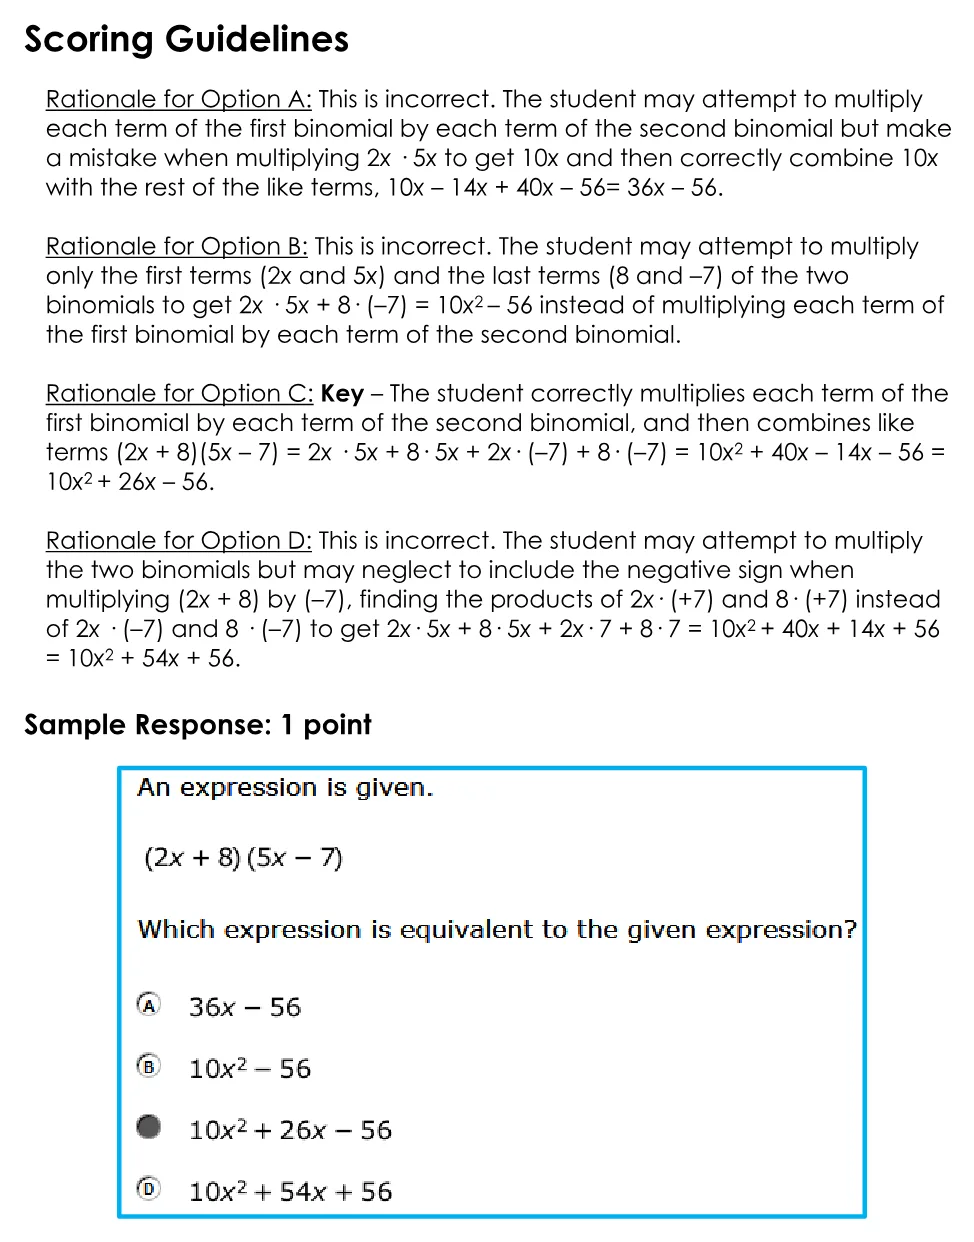 Scoring Guidelines
Rationale for Option A: This is incorrect. The student may attempt to multiply
each term of the first binomial by each term of the second binomial but make
a mistake when multiplying 2x · 5x to get 10x and then correctly combine 10x
with the rest of the like terms, 10x – 14x + 40x – 56= 36x – 56.
Rationale for Option B: This is incorrect. The student may attempt to multiply
only the first terms (2x and 5x) and the last terms (8 and –7) of the two
binomials to get 2x · 5x + 8 · (–7) = 10x² – 56 instead of multiplying each term of
the first binomial by each term of the second binomial.
Rationale for Option C: Key – The student correctly multiplies each term of the
first binomial by each term of the second binomial, and then combines like
terms (2x + 8)(5x – 7) = 2x · 5x + 8 · 5x + 2x · (–7) + 8 · (–7) = 10x² + 40x – 14x – 56 =
10x² + 26x – 56.
Rationale for Option D: This is incorrect. The student may attempt to multiply
the two binomials but may neglect to include the negative sign when
multiplying (2x + 8) by (–7), finding the products of 2x · (+7) and 8 · (+7) instead
of 2x · (–7) and 8 · (–7) to get 2x · 5x + 8 · 5x + 2x · 7 + 8 · 7 = 10x² + 40x + 14x + 56
= 10x² + 54x + 56.
Sample Response: 1 point
An expression is given.
(2x + 8) (5x – 7)
Which expression is equivalent to the given expression?
A 36x – 56
B 10x² – 56
10x² + 26x – 56
D 10x² + 54x + 56